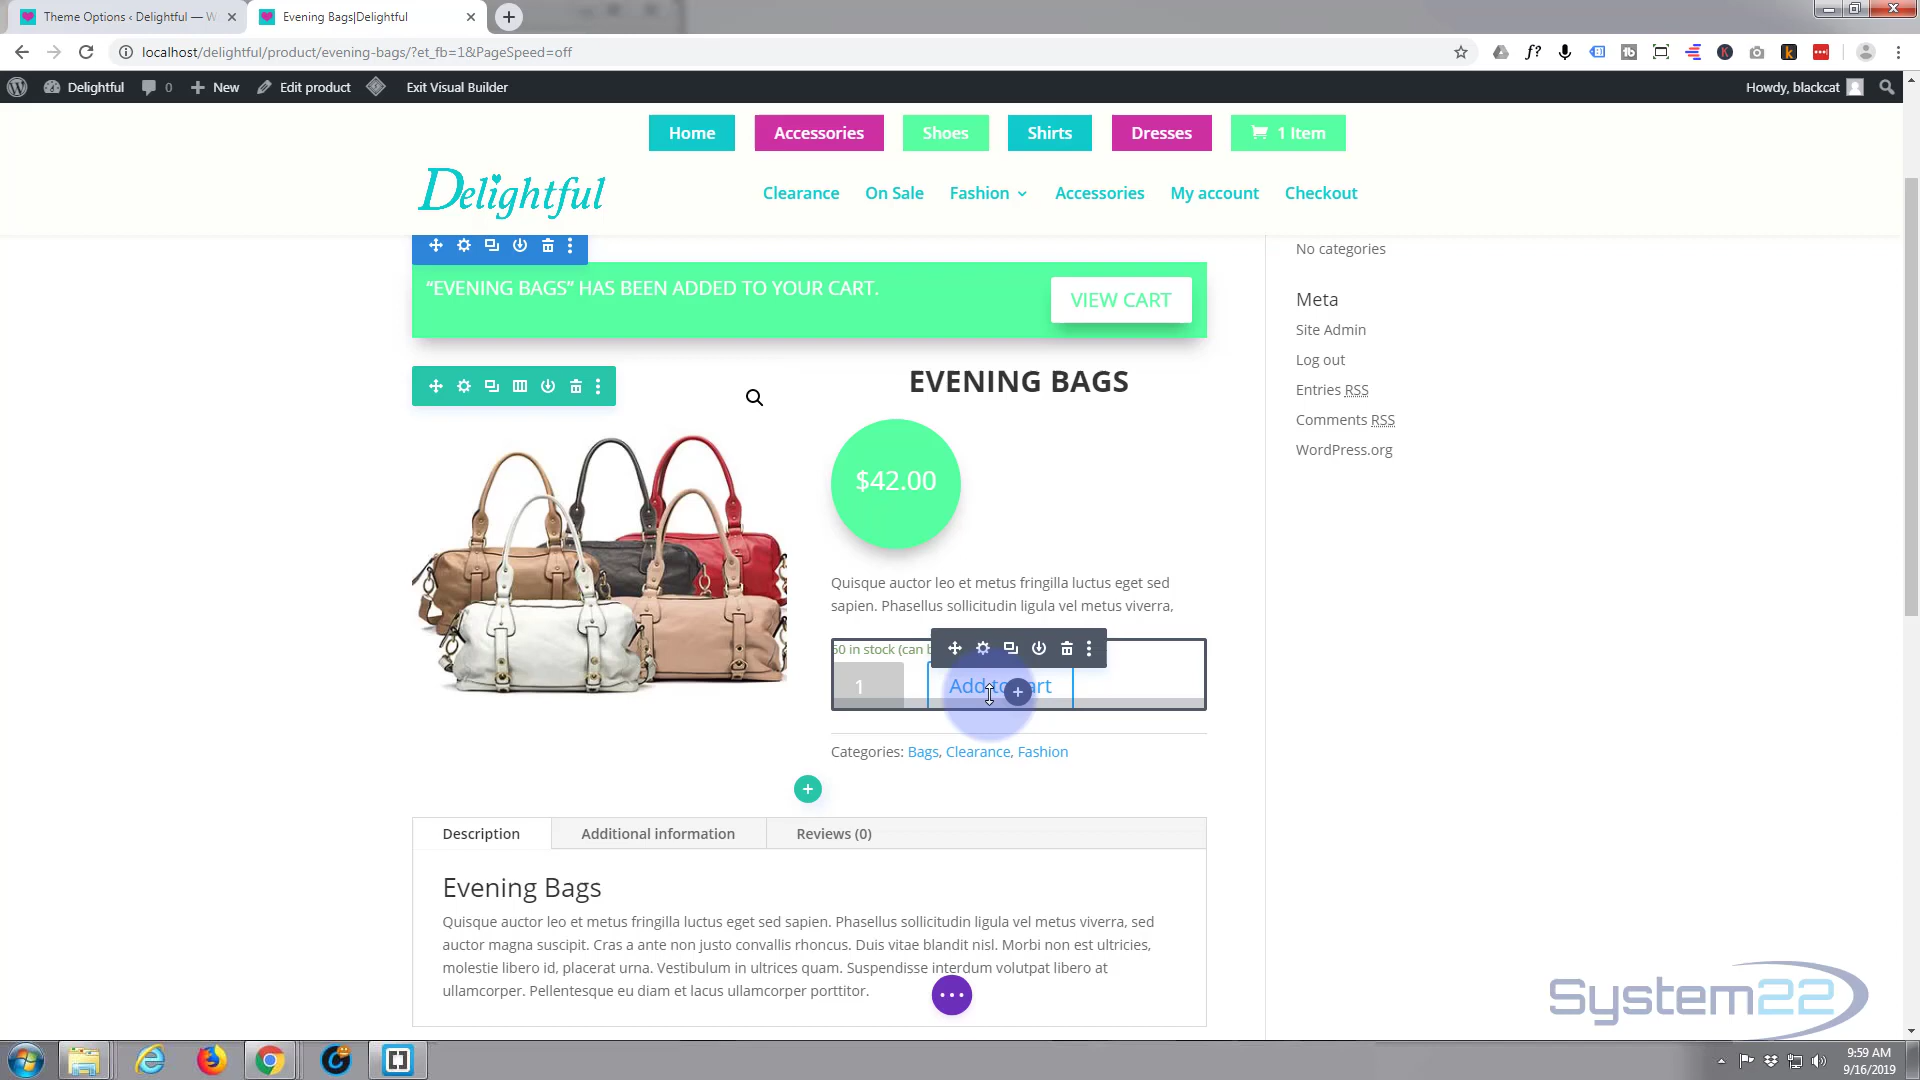 Theme Options ‹ Delightful — W
Evening Bags|Delightful
localhost/delightful/product/evening-bags/?et_fb=1&PageSpeed=off
Delightful
0
New
Edit product
Exit Visual Builder
Howdy, blackcat
Home
Accessories
Shoes
Shirts
Dresses
1 Item
Delightful
Clearance
On Sale
Fashion
Accessories
My account
Checkout
No categories
“EVENING BAGS” HAS BEEN ADDED TO YOUR CART.
VIEW CART
Meta
Site Admin
Log out
Entries RSS
Comments RSS
WordPress.org
EVENING BAGS
$42.00
Quisque auctor leo et metus fringilla luctus eget sed
sapien. Phasellus sollicitudin ligula vel metus viverra,
50 in stock (can b
1
Add to cart
Categories: Bags, Clearance, Fashion
Description
Additional information
Reviews (0)
Evening Bags
Quisque auctor leo et metus fringilla luctus eget sed sapien. Phasellus sollicitudin ligula vel metus viverra, sed
auctor magna suscipit. Cras a ante non justo convallis rhoncus. Duis vitae blandit nisl. Morbi non est ultricies,
molestie libero id, placerat urna. Vestibulum in ultrices quam. Suspendisse interdum volutpat libero at
ullamcorper. Pellentesque eu diam et lacus ullamcorper porttitor.
System22
9:59 AM
9/16/2019